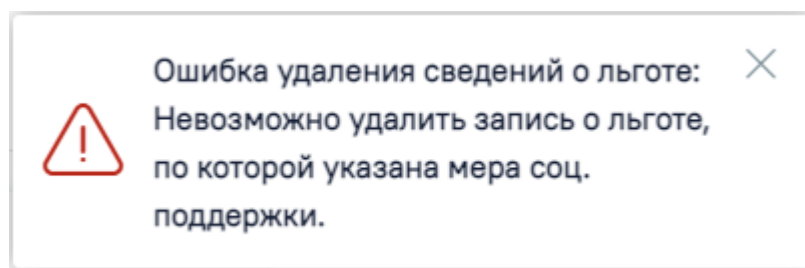 Ошибка удаления сведений о льготе:
Невозможно удалить запись о льготе,
по которой указана мера соц.
поддержки.